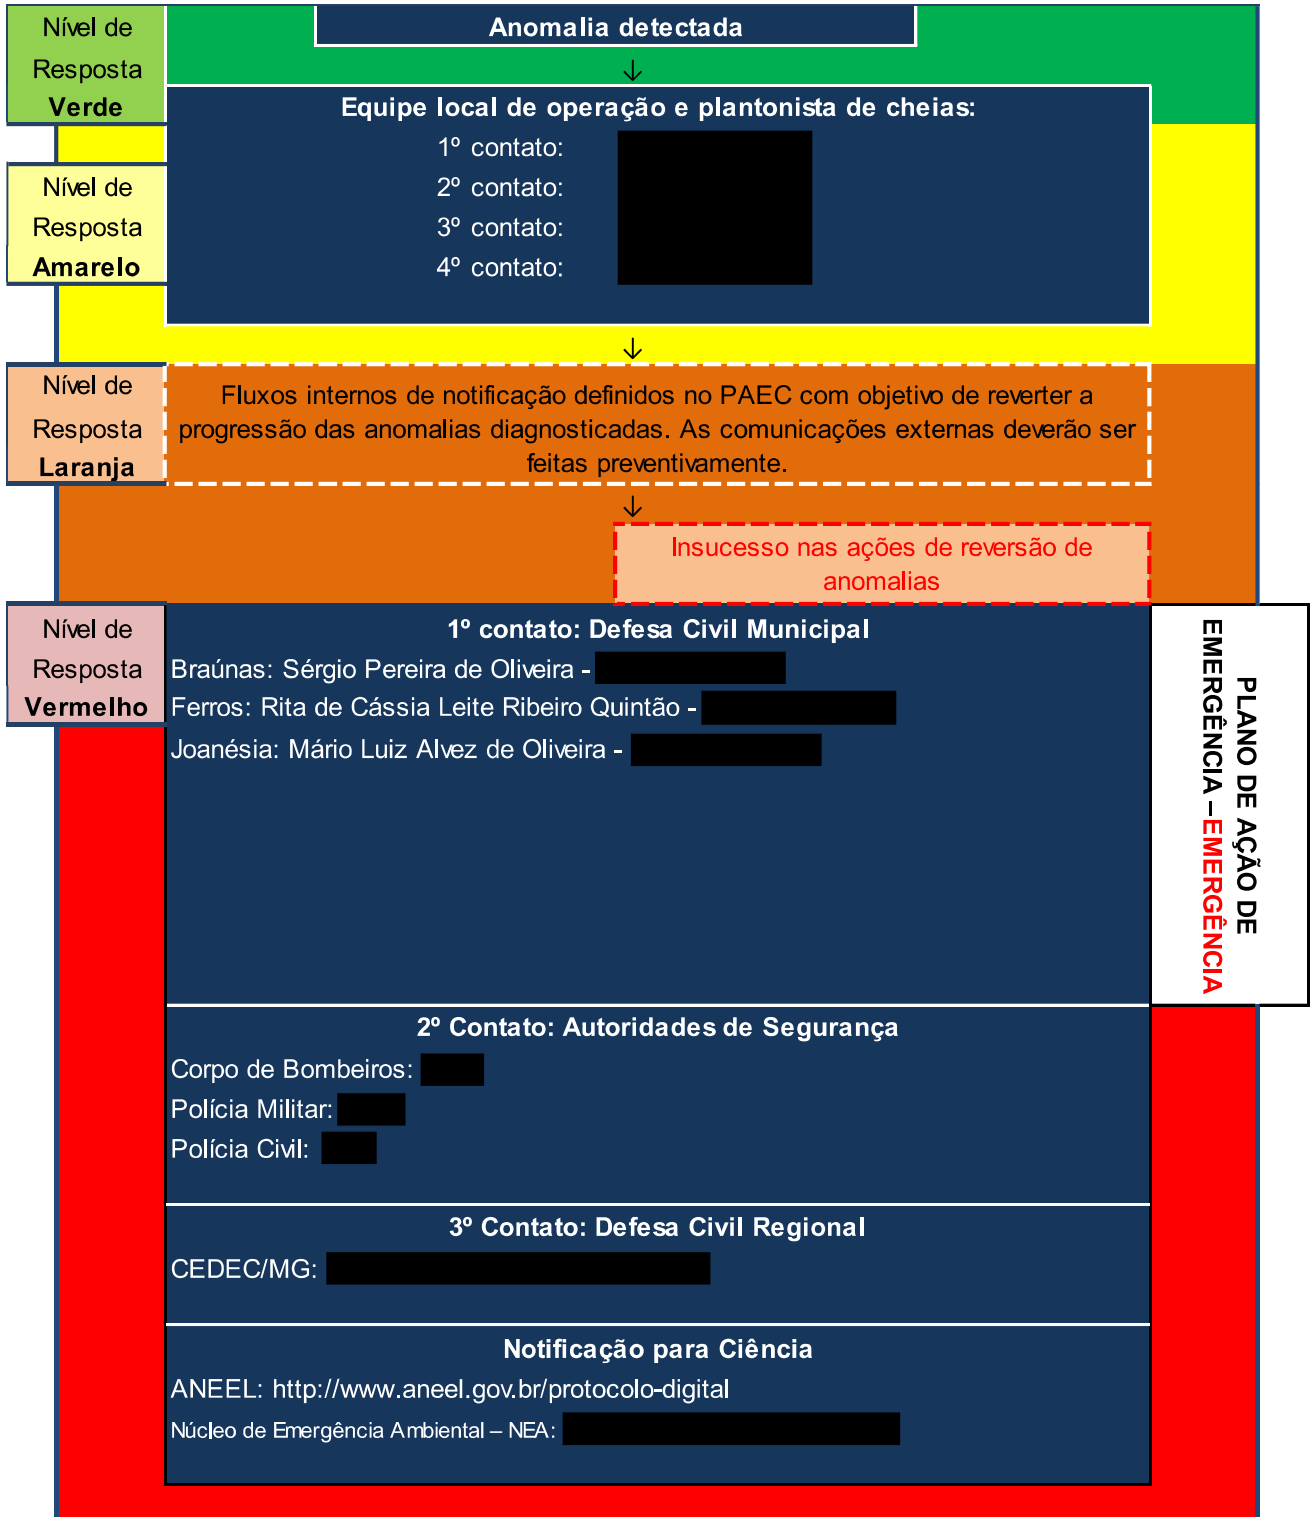 Nível de
Resposta
Verde
Anomalia detectada
↓
Equipe local de operação e plantonista de cheias:
1º contato:
2º contato:
3º contato:
4º contato:
Nível de
Resposta
Amarelo
↓
Nível de
Resposta
Laranja
Fluxos internos de notificação definidos no PAEC com objetivo de reverter a
progressão das anomalias diagnosticadas. As comunicações externas deverão ser
feitas preventivamente.
↓
Insucesso nas ações de reversão de
anomalias
Nível de
Resposta
Vermelho
1º contato: Defesa Civil Municipal
Braúnas: Sérgio Pereira de Oliveira -
Ferros: Rita de Cássia Leite Ribeiro Quintão -
Joanésia: Mário Luiz Alvez de Oliveira -
PLANO DE AÇÃO DE
EMERGÊNCIA – EMERGÊNCIA
2º Contato: Autoridades de Segurança
Corpo de Bombeiros:
Polícia Militar:
Polícia Civil:
3º Contato: Defesa Civil Regional
CEDEC/MG:
Notificação para Ciência
ANEEL: http://www.aneel.gov.br/protocolo-digital
Núcleo de Emergência Ambiental – NEA: